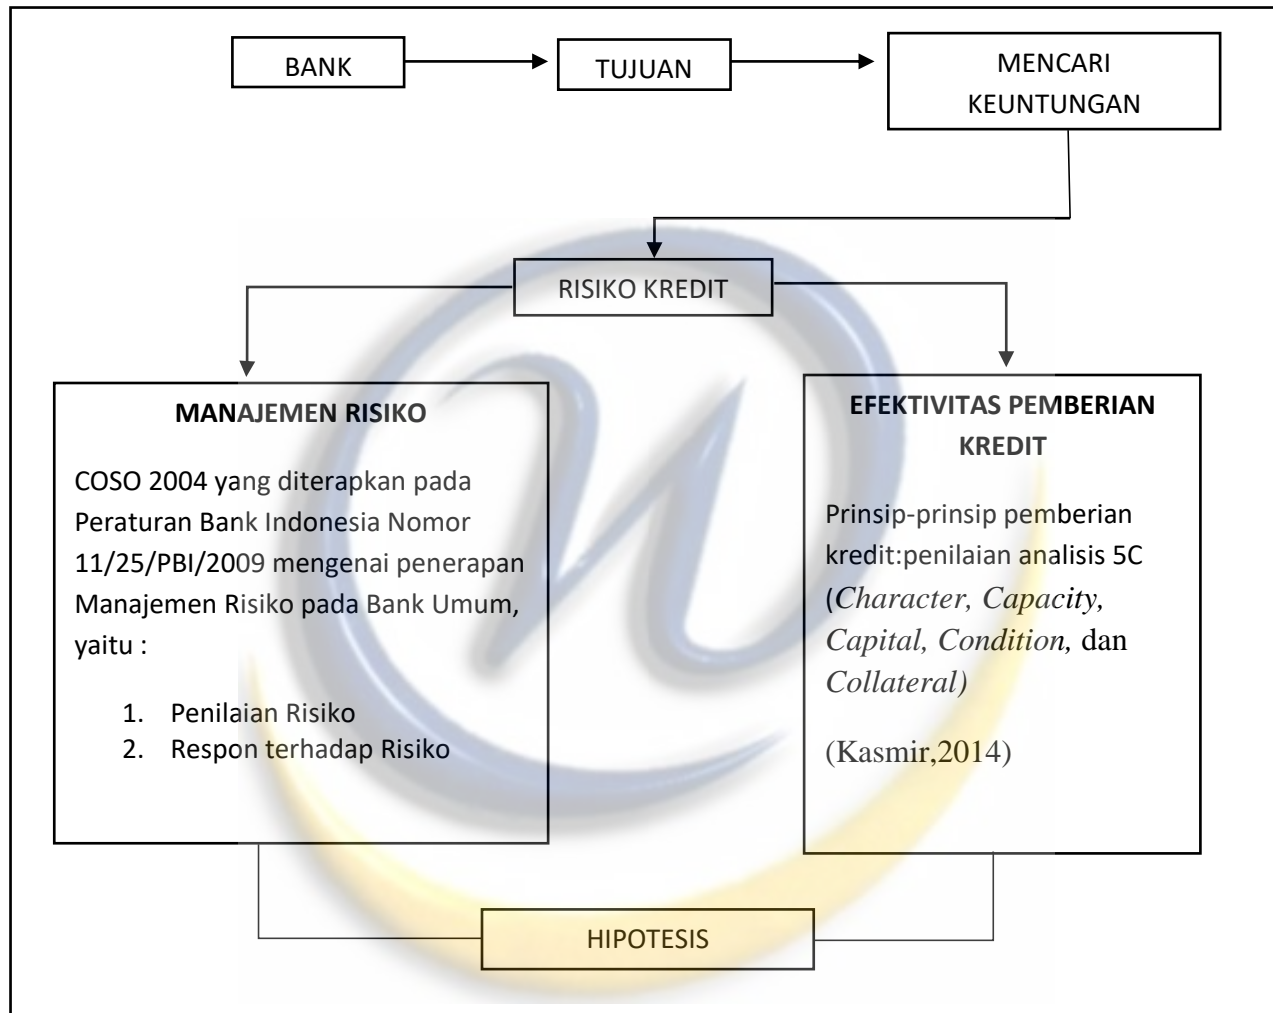 BANK
TUJUAN
MENCARI
KEUNTUNGAN
RISIKO KREDIT
MANAJEMEN RISIKO
COSO 2004 yang diterapkan pada
Peraturan Bank Indonesia Nomor
11/25/PBI/2009 mengenai penerapan
Manajemen Risiko pada Bank Umum,
yaitu :
1. Penilaian Risiko
2. Respon terhadap Risiko
EFEKTIVITAS PEMBERIAN
KREDIT
Prinsip-prinsip pemberian
kredit:penilaian analisis 5C
(Character, Capacity,
Capital, Condition, dan
Collateral)
(Kasmir,2014)
HIPOTESIS